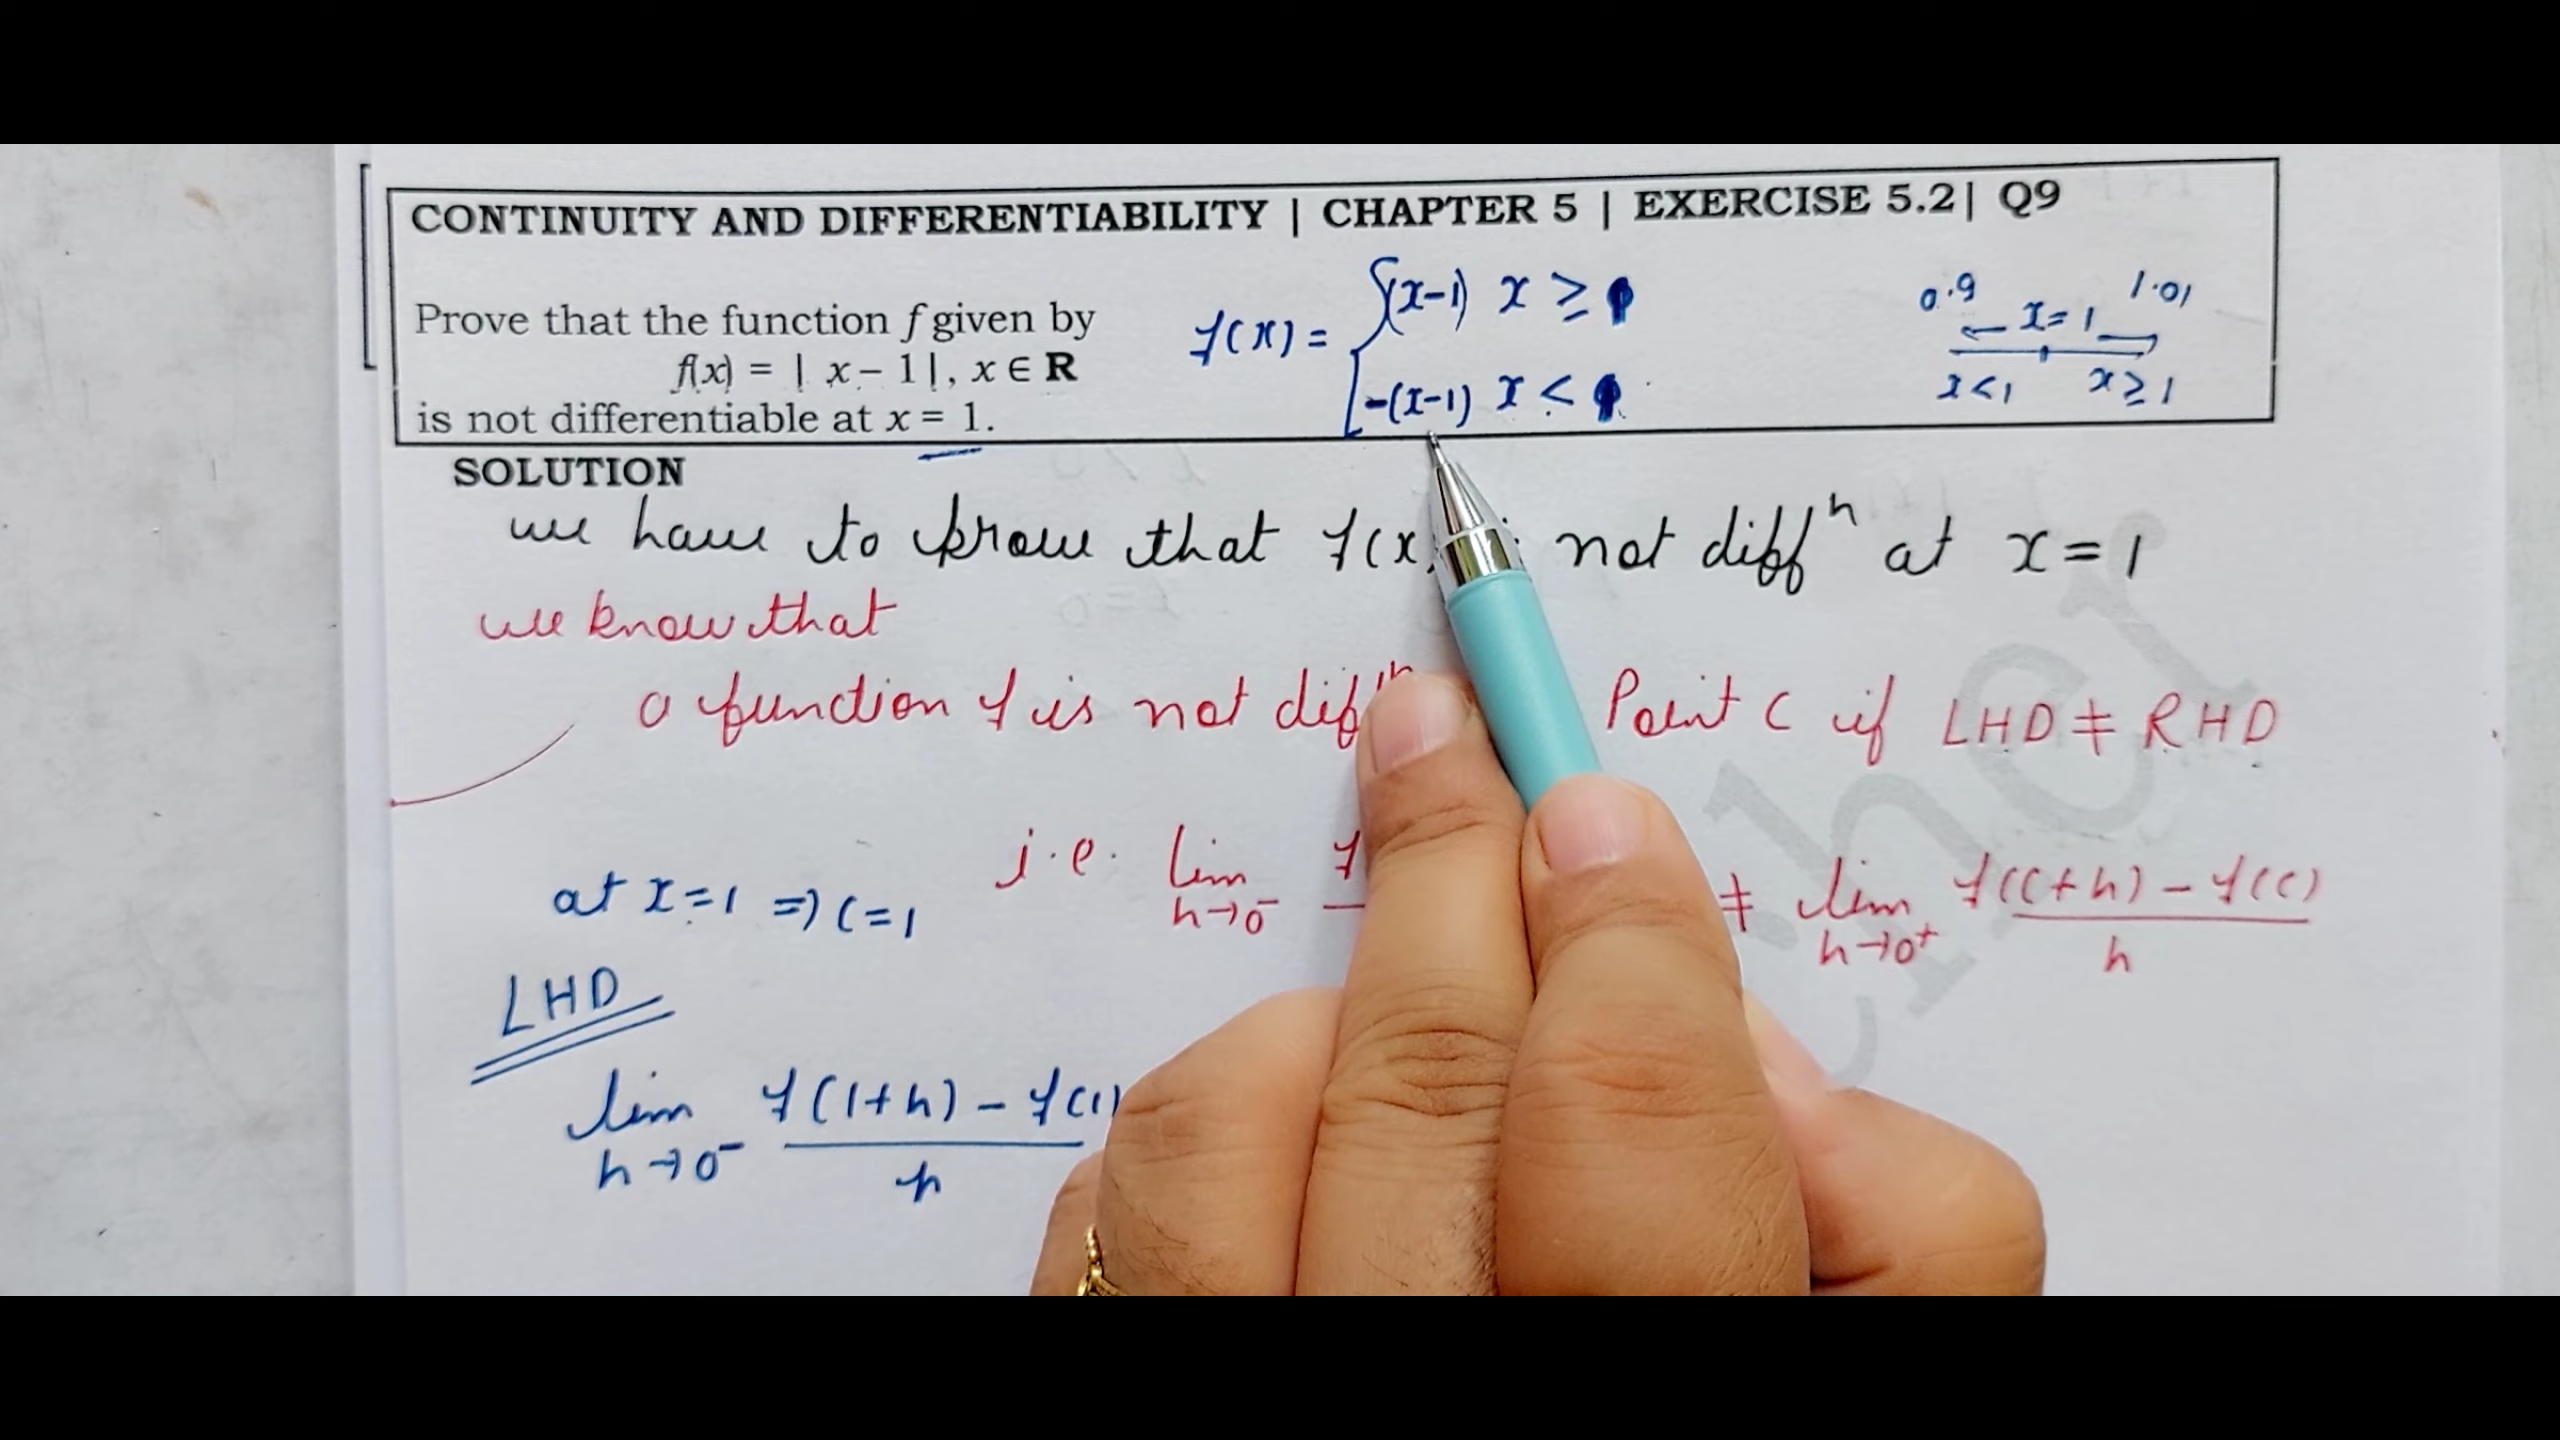 CONTINUITY AND DIFFERENTIABILITY | CHAPTER 5 | EXERCISE 5.2| Q9
Prove that the function f given by
f(x) = | x – 1|, x ∈ R
is not differentiable at x = 1.
f(x) = { (x-1) x ≥ 1
-(x-1) x < 1
0.9 x=1 1.01
x<1 x≥1
SOLUTION
we have to prove that f(x) not diffⁿ at x = 1
we know that
a function f is not diffⁿ Point C if LHD ≠ RHD
i.e. lim h→0⁻ f ≠ lim h→0⁺ f(c+h) - f(c) / h
at x=1 => c=1
LHD
lim h→0⁻ f(1+h) - f(1) / h